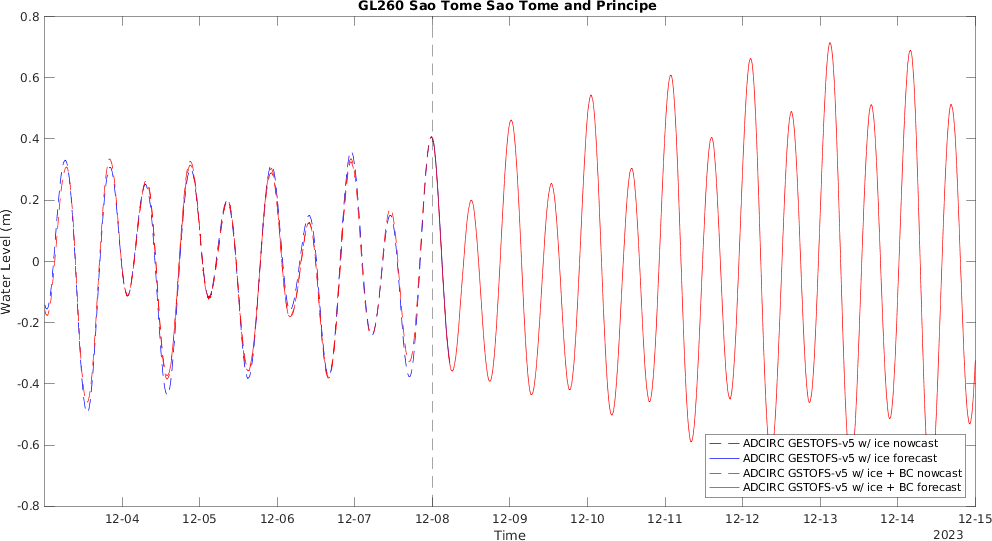 GL260 Sao Tome Sao Tome and Principe
0.8
0.6
0.4
0.2
0
-0.2
-0.4
-0.6
-0.8
Water Level (m)
ADCIRC GESTOFS-v5 w/ ice nowcast
ADCIRC GESTOFS-v5 w/ ice forecast
ADCIRC GSTOFS-v5 w/ ice + BC nowcast
ADCIRC GSTOFS-v5 w/ ice + BC forecast
12-04 12-05 12-06 12-07 12-08 12-09 12-10 12-11 12-12 12-13 12-14 12-15
Time
2023